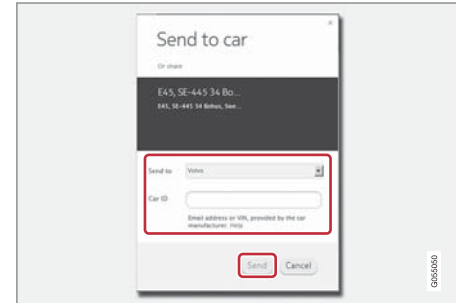 ×
Send to car
Or share
E45, SE-445 34 Bo...
E45, SE-445 34 Bohus, Swe...
Send to
Volvo
Car ID
Email address or VIN, provided by the car
manufacturer. Help
Send
Cancel
G055050